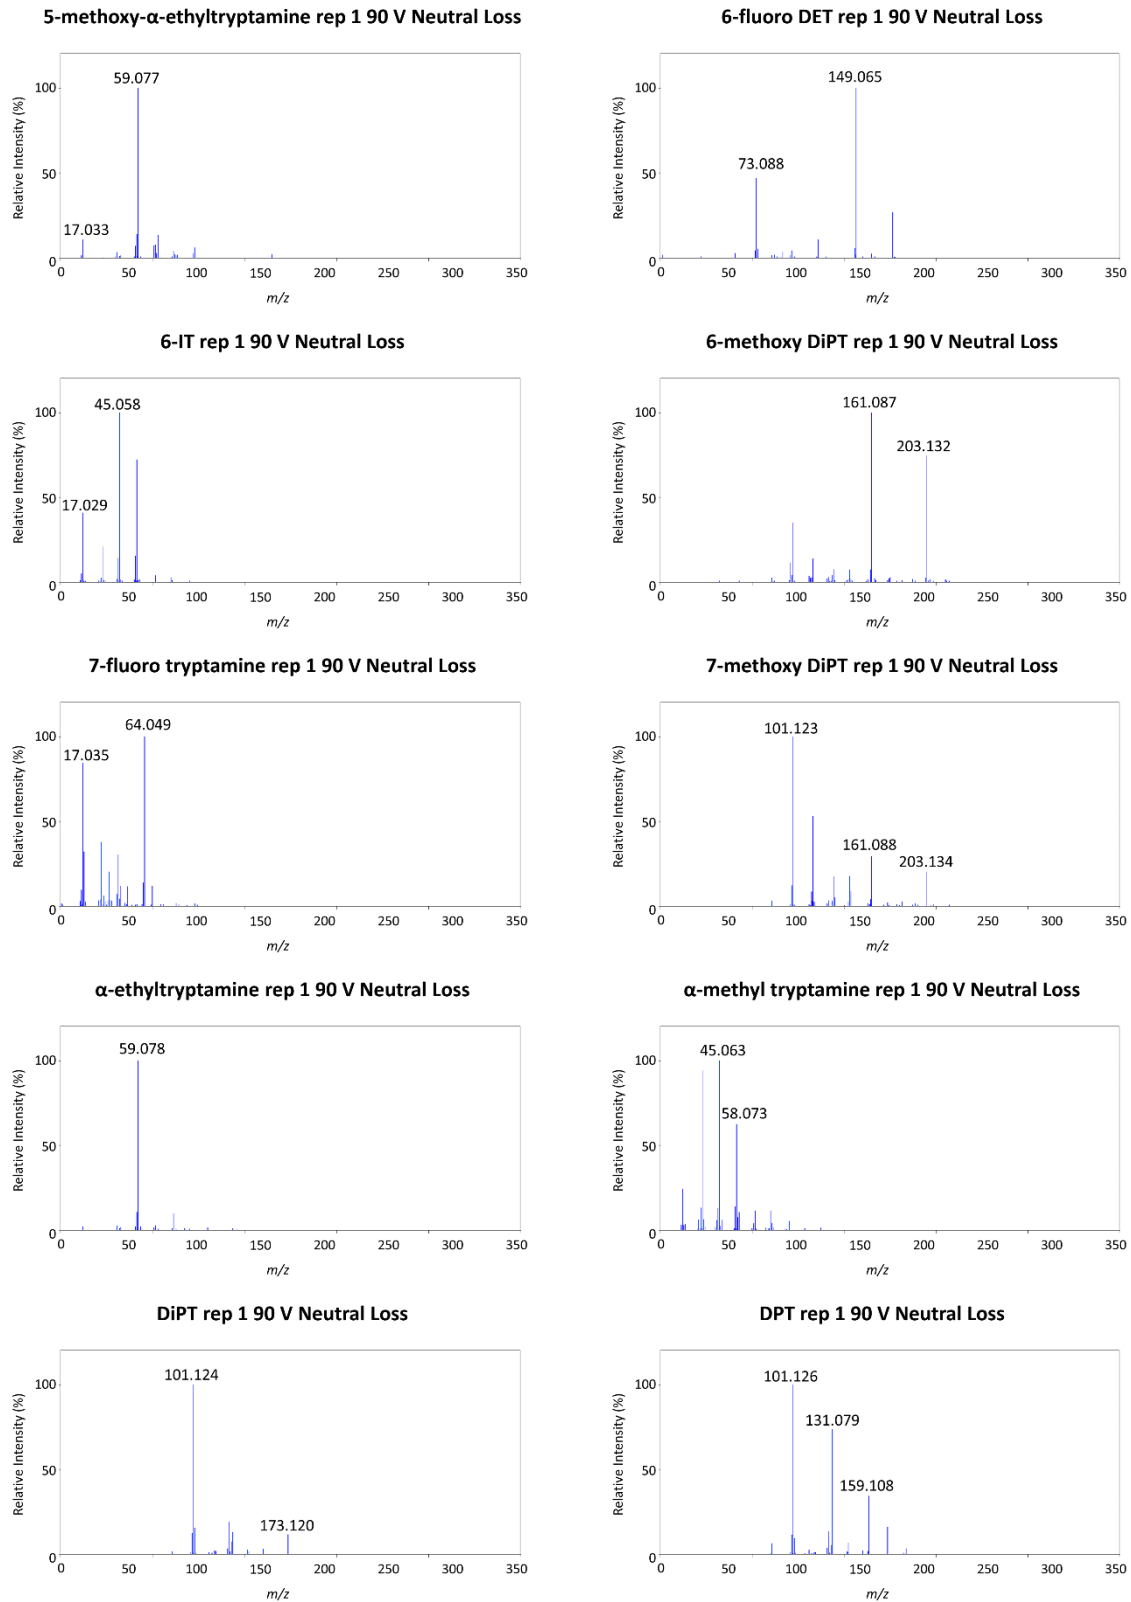 5-methoxy-α-ethyltryptamine rep 1 90 V Neutral Loss
Relative Intensity (%)
100
50
0
59.077
17.033
0 50 100 150 200 250 300 350
m/z
6-fluoro DET rep 1 90 V Neutral Loss
Relative Intensity (%)
100
50
0
149.065
73.088
0 50 100 150 200 250 300 350
m/z
6-IT rep 1 90 V Neutral Loss
Relative Intensity (%)
100
50
0
45.058
17.029
0 50 100 150 200 250 300 350
m/z
6-methoxy DiPT rep 1 90 V Neutral Loss
Relative Intensity (%)
100
50
0
161.087
203.132
0 50 100 150 200 250 300 350
m/z
7-fluoro tryptamine rep 1 90 V Neutral Loss
Relative Intensity (%)
100
50
0
64.049
17.035
0 50 100 150 200 250 300 350
m/z
7-methoxy DiPT rep 1 90 V Neutral Loss
Relative Intensity (%)
100
50
0
101.123
161.088
203.134
0 50 100 150 200 250 300 350
m/z
α-ethyltryptamine rep 1 90 V Neutral Loss
Relative Intensity (%)
100
50
0
59.078
0 50 100 150 200 250 300 350
m/z
α-methyl tryptamine rep 1 90 V Neutral Loss
Relative Intensity (%)
100
50
0
45.063
58.073
0 50 100 150 200 250 300 350
m/z
DiPT rep 1 90 V Neutral Loss
Relative Intensity (%)
100
50
0
101.124
173.120
0 50 100 150 200 250 300 350
m/z
DPT rep 1 90 V Neutral Loss
Relative Intensity (%)
100
50
0
101.126
131.079
159.108
0 50 100 150 200 250 300 350
m/z